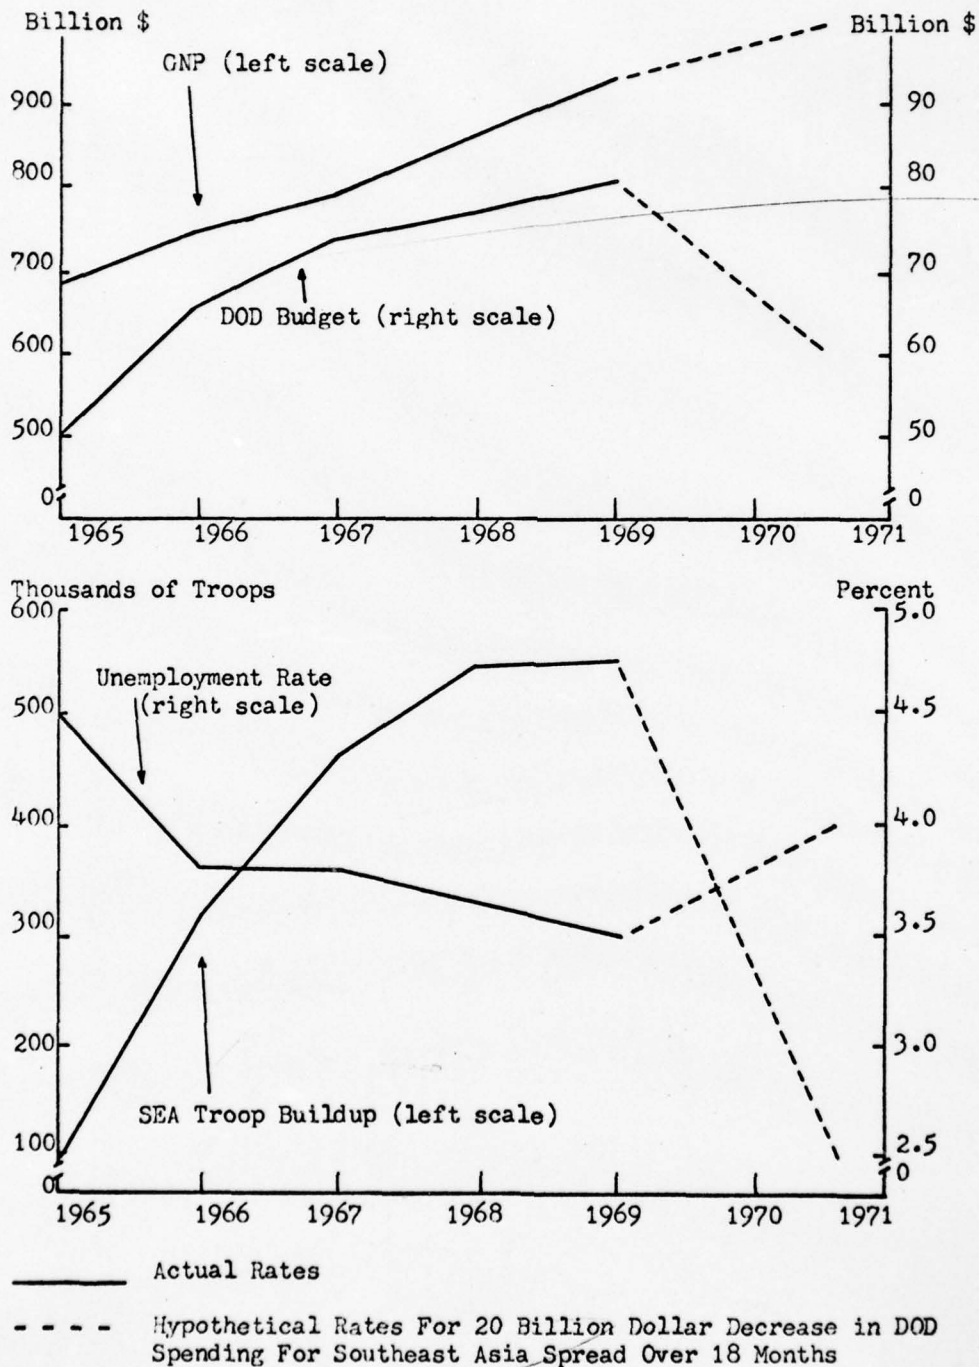 Billion $ Billion $
GNP (left scale)
900 90
800 80
700 70
DOD Budget (right scale)
600 60
500 50
0 0
1965 1966 1967 1968 1969 1970 1971
Thousands of Troops Percent
600 5.0
Unemployment Rate
(right scale)
500 4.5
400 4.0
300 3.5
200 3.0
SEA Troop Buildup (left scale)
100 2.5
0 0
1965 1966 1967 1968 1969 1970 1971
Actual Rates
Hypothetical Rates For 20 Billion Dollar Decrease in DOD
Spending For Southeast Asia Spread Over 18 Months